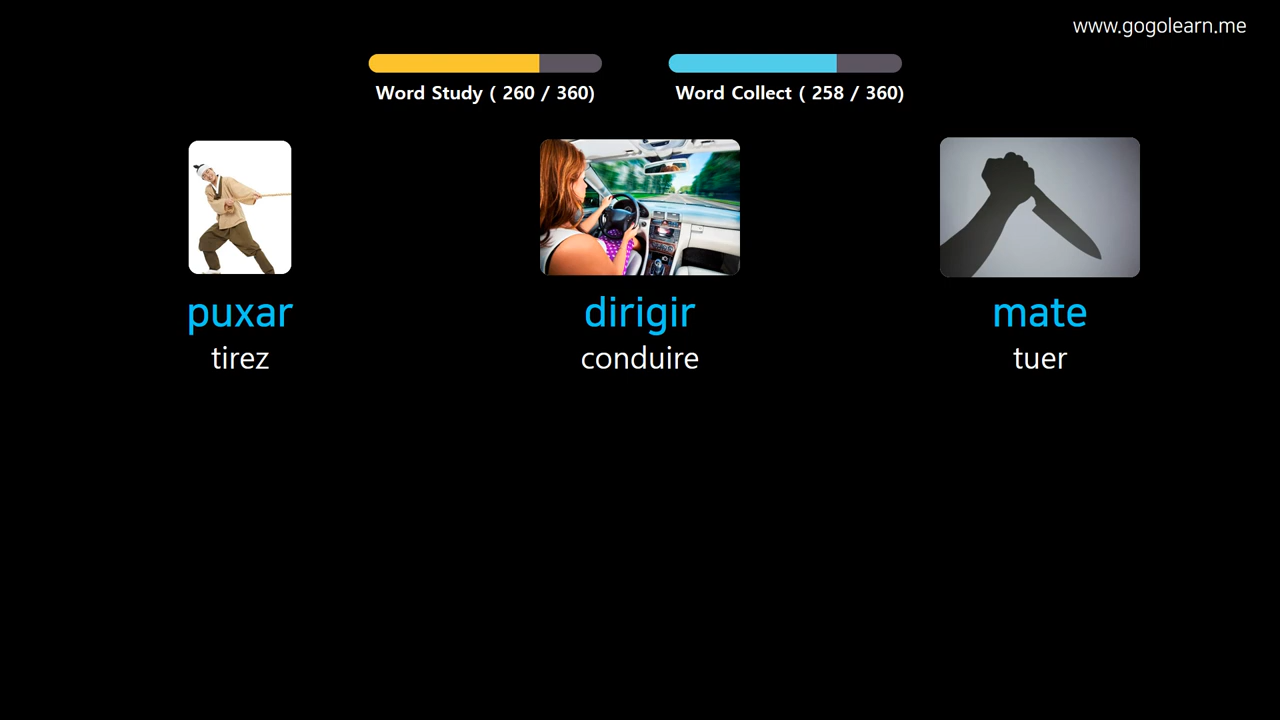 www.gogolearn.me
Word Study ( 260 / 360)
Word Collect ( 258 / 360)
puxar
dirigir
mate
tirez
conduire
tuer